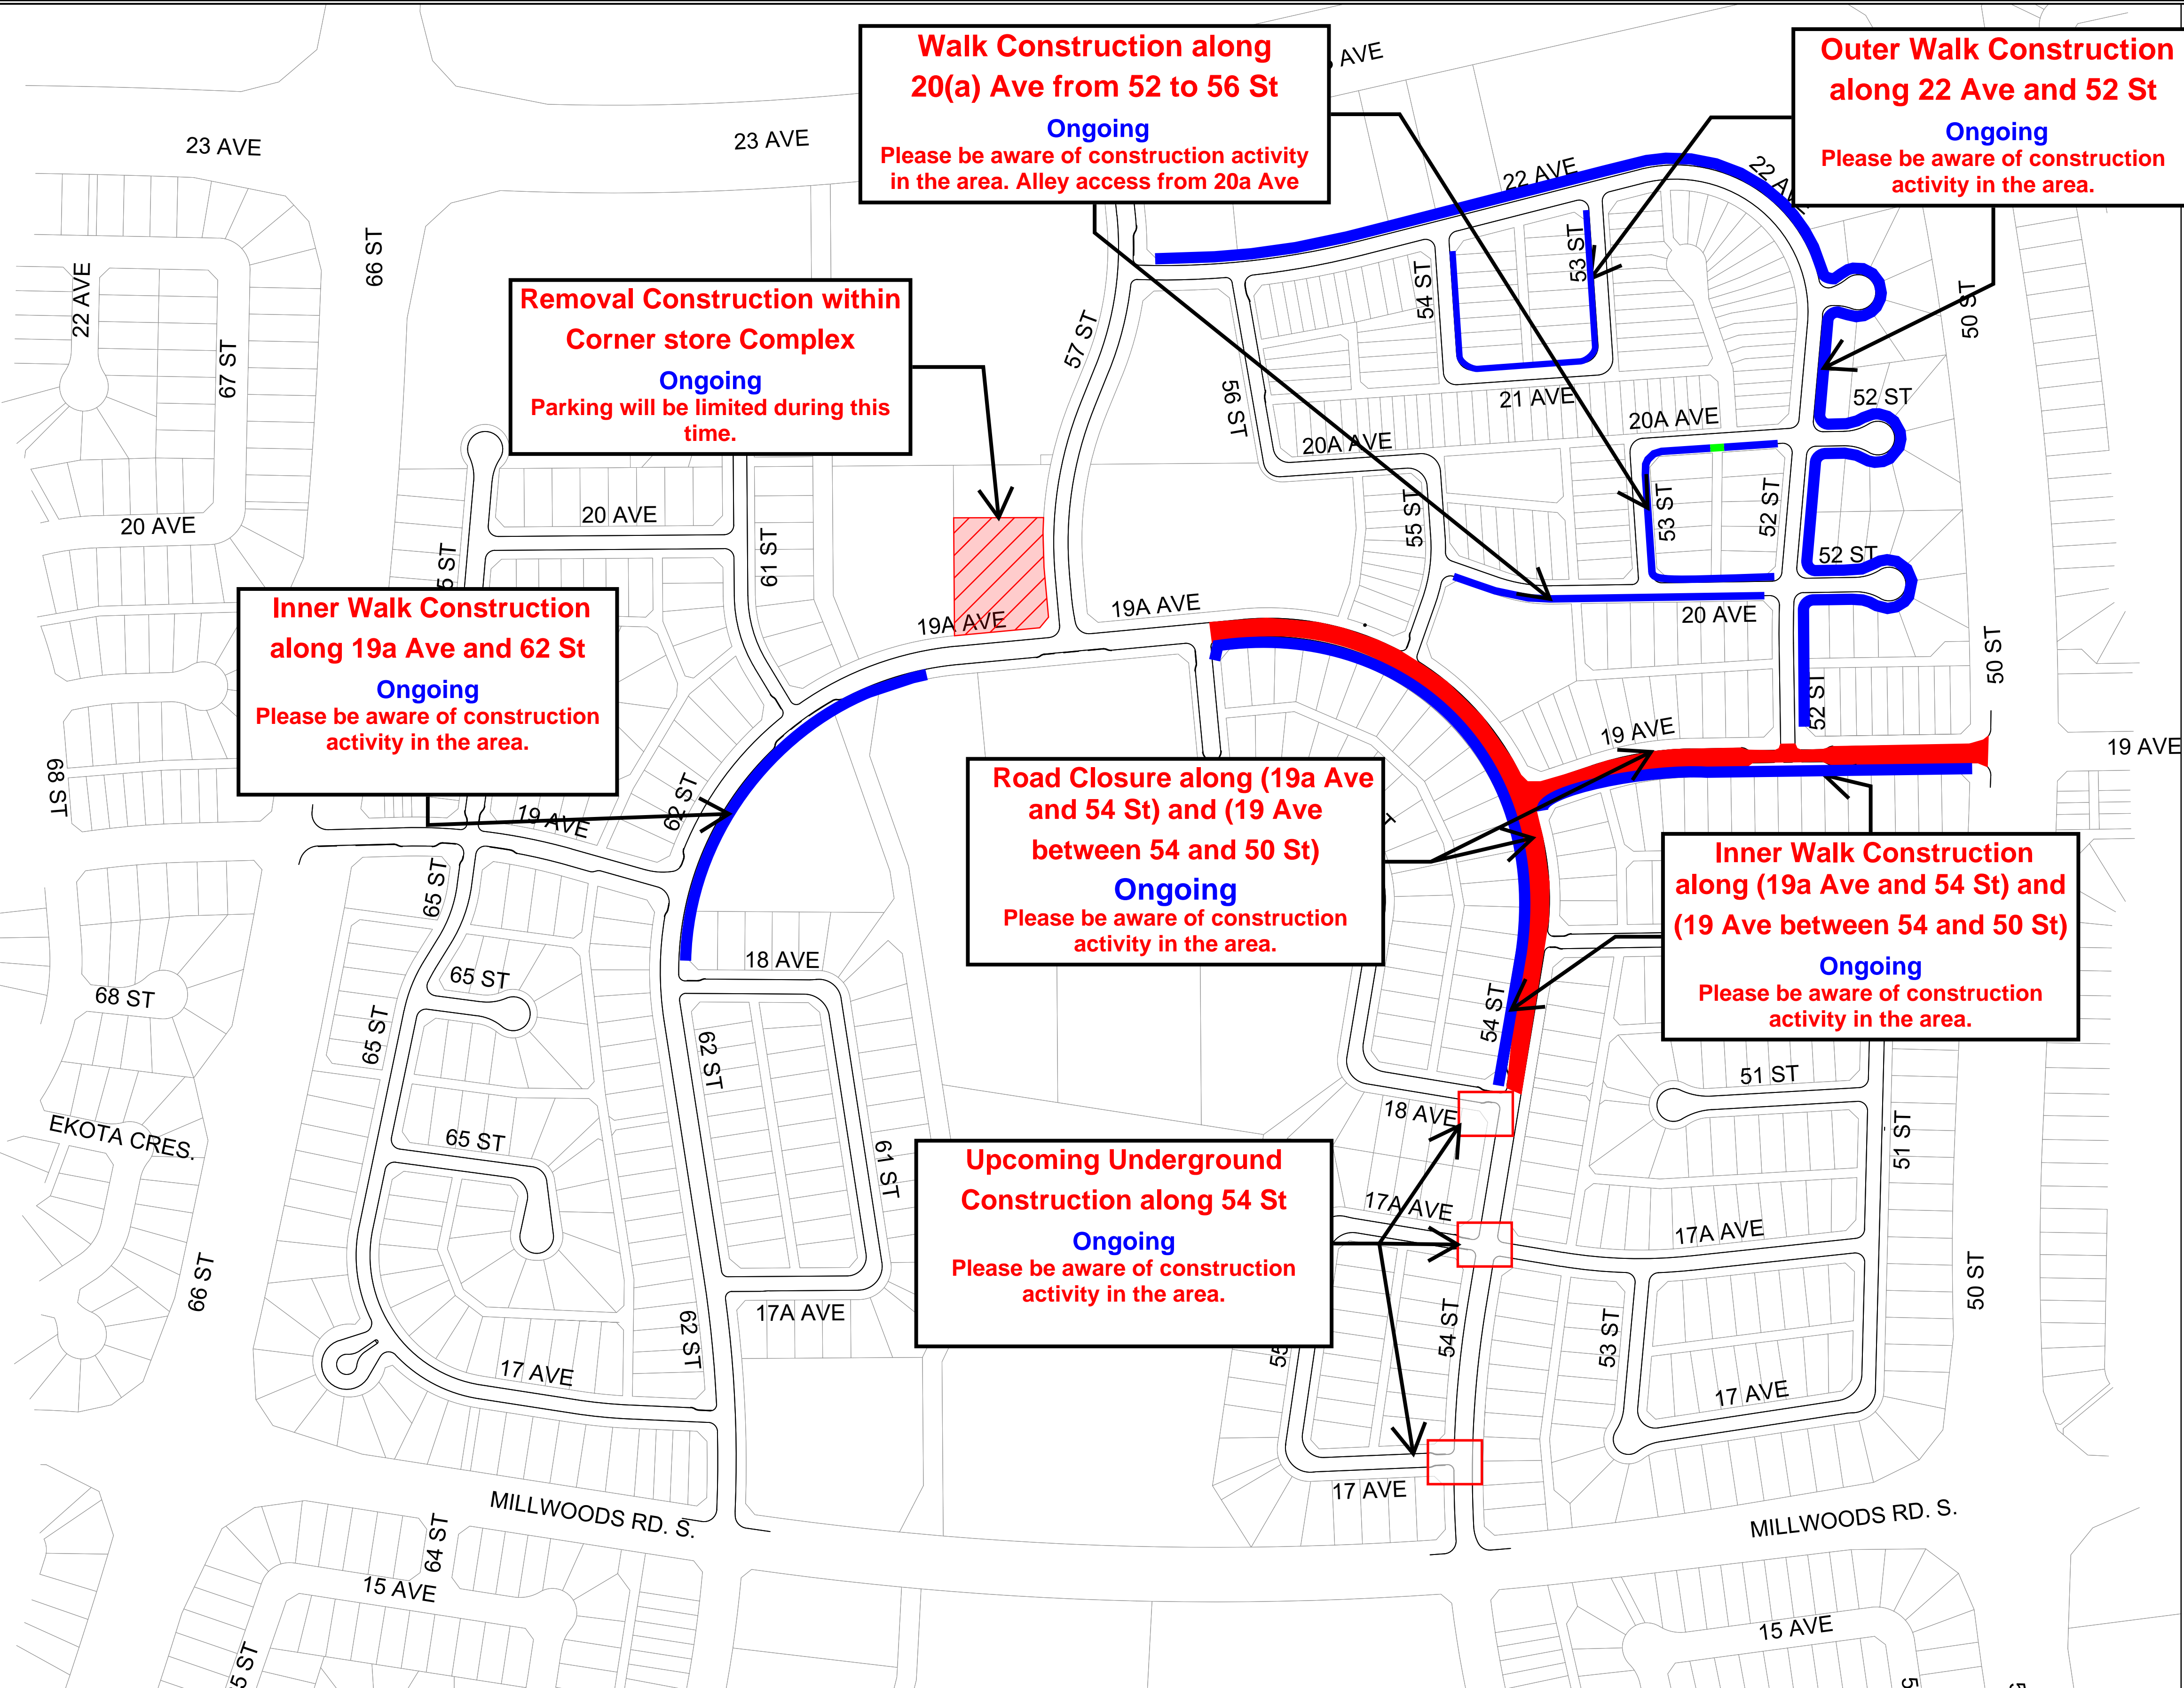 Walk Construction along
20(a) Ave from 52 to 56 St
Ongoing
Please be aware of construction activity
in the area. Alley access from 20a Ave
AVE
Outer Walk Construction
along 22 Ave and 52 St
Ongoing
Please be aware of construction
activity in the area.
23 AVE
23 AVE
22 AVE
22 A
66 ST
22 AVE
67 ST
Removal Construction within
Corner store Complex
Ongoing
Parking will be limited during this
time.
57 ST
54 ST
53 ST
50 ST
56 ST
21 AVE
52 ST
20A AVE
20A AVE
20 AVE
20 AVE
61 ST
55 ST
53 ST
52 ST
52 ST
5 ST
19A AVE
19A AVE
20 AVE
Inner Walk Construction
along 19a Ave and 62 St
Ongoing
Please be aware of construction
activity in the area.
50 ST
52 ST
19 AVE
19 AVE
68 ST
62 ST
19 AVE
Road Closure along (19a Ave
and 54 St) and (19 Ave
between 54 and 50 St)
Ongoing
Please be aware of construction
activity in the area.
Inner Walk Construction
along (19a Ave and 54 St) and
(19 Ave between 54 and 50 St)
Ongoing
Please be aware of construction
activity in the area.
65 ST
18 AVE
65 ST
68 ST
65 ST
62 ST
54 ST
51 ST
18 AVE
EKOTA CRES.
65 ST
61 ST
51 ST
Upcoming Underground
Construction along 54 St
Ongoing
Please be aware of construction
activity in the area.
17A AVE
17A AVE
66 ST
50 ST
17A AVE
62 ST
54 ST
53 ST
55
17 AVE
17 AVE
17 AVE
MILLWOODS RD. S.
MILLWOODS RD. S.
64 ST
15 AVE
15 AVE
5 ST
5
5